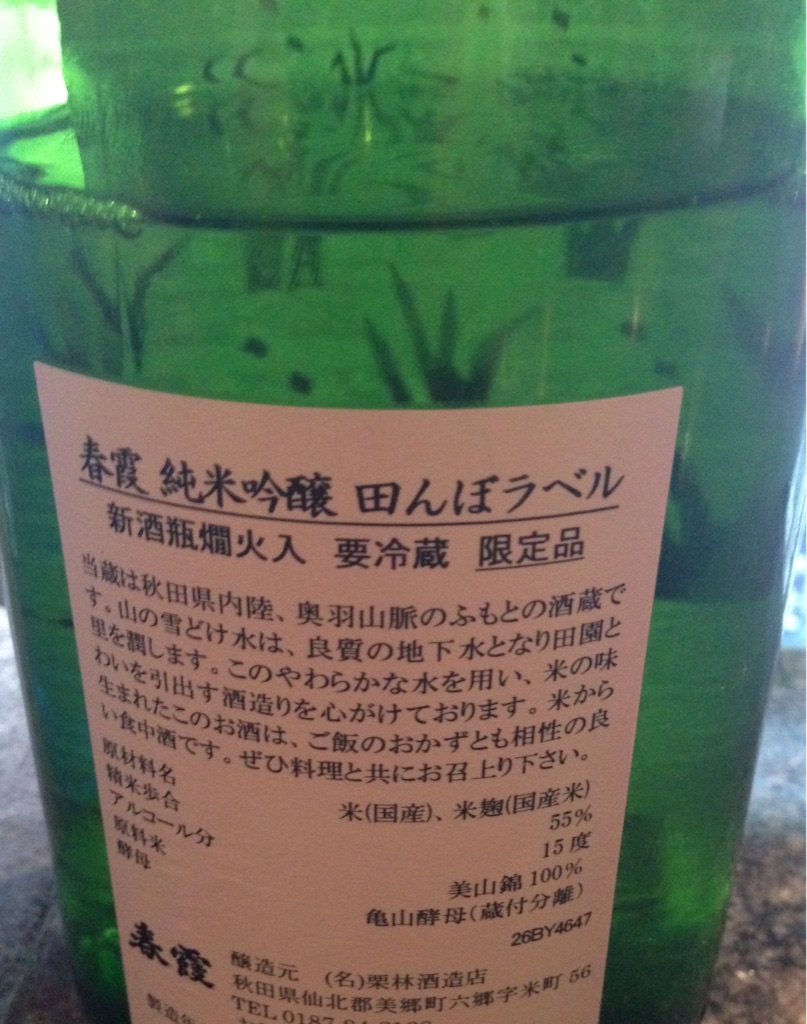 春霞 純米吟醸 田んぼラベル
新酒瓶燗火入 要冷蔵 限定品
当蔵は秋田県内陸、奥羽山脈のふもとの酒蔵で
す。山の雪どけ水は、良質の地下水となり田園と
里を潤します。このやわらかな水を用い、米の味
わいを引出す酒造りを心がけております。米から
生まれたこのお酒は、ご飯のおかずとも相性の良
い食中酒です。ぜひ料理と共にお召上り下さい。
原材料名 米(国産)、米麹(国産米)
精米歩合 55%
アルコール分 15度
原料米 美山錦100%
酵母 亀山酵母(蔵付分離)
26BY4647
春霞 醸造元 (名)栗林酒造店
秋田県仙北郡美郷町六郷字米町56
TEL 0187
製造年